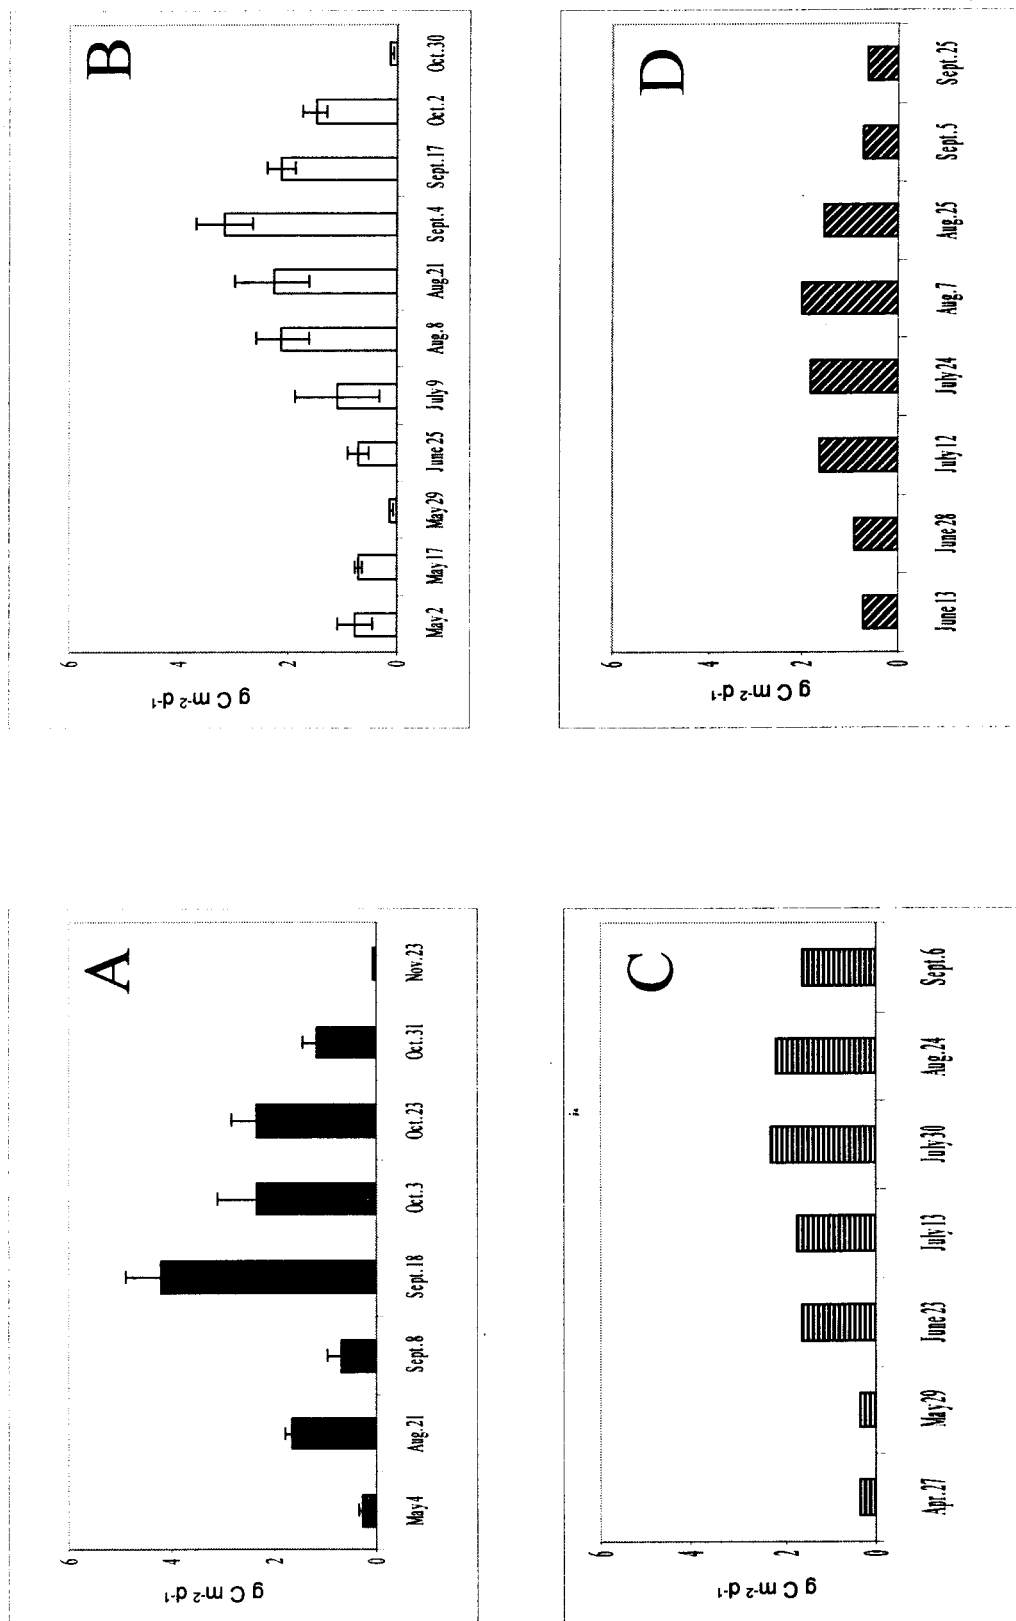 A
g C m⁻² d⁻¹
6
4
2
0
May 4
Aug.21
Sept.8
Sept.18
Oct.3
Oct.23
Oct.31
Nov.23
B
g C m⁻² d⁻¹
6
4
2
0
May 2
May 17
May 29
June 25
July 9
Aug.8
Aug.21
Sept.4
Sept.17
Oct.2
Oct.30
C
g C m⁻² d⁻¹
6
4
2
0
Apr.27
May 29
June 23
July 13
July 30
Aug.24
Sept.6
D
g C m⁻² d⁻¹
6
4
2
0
June 13
June 28
July 12
July 24
Aug.7
Aug.25
Sept.5
Sept.25